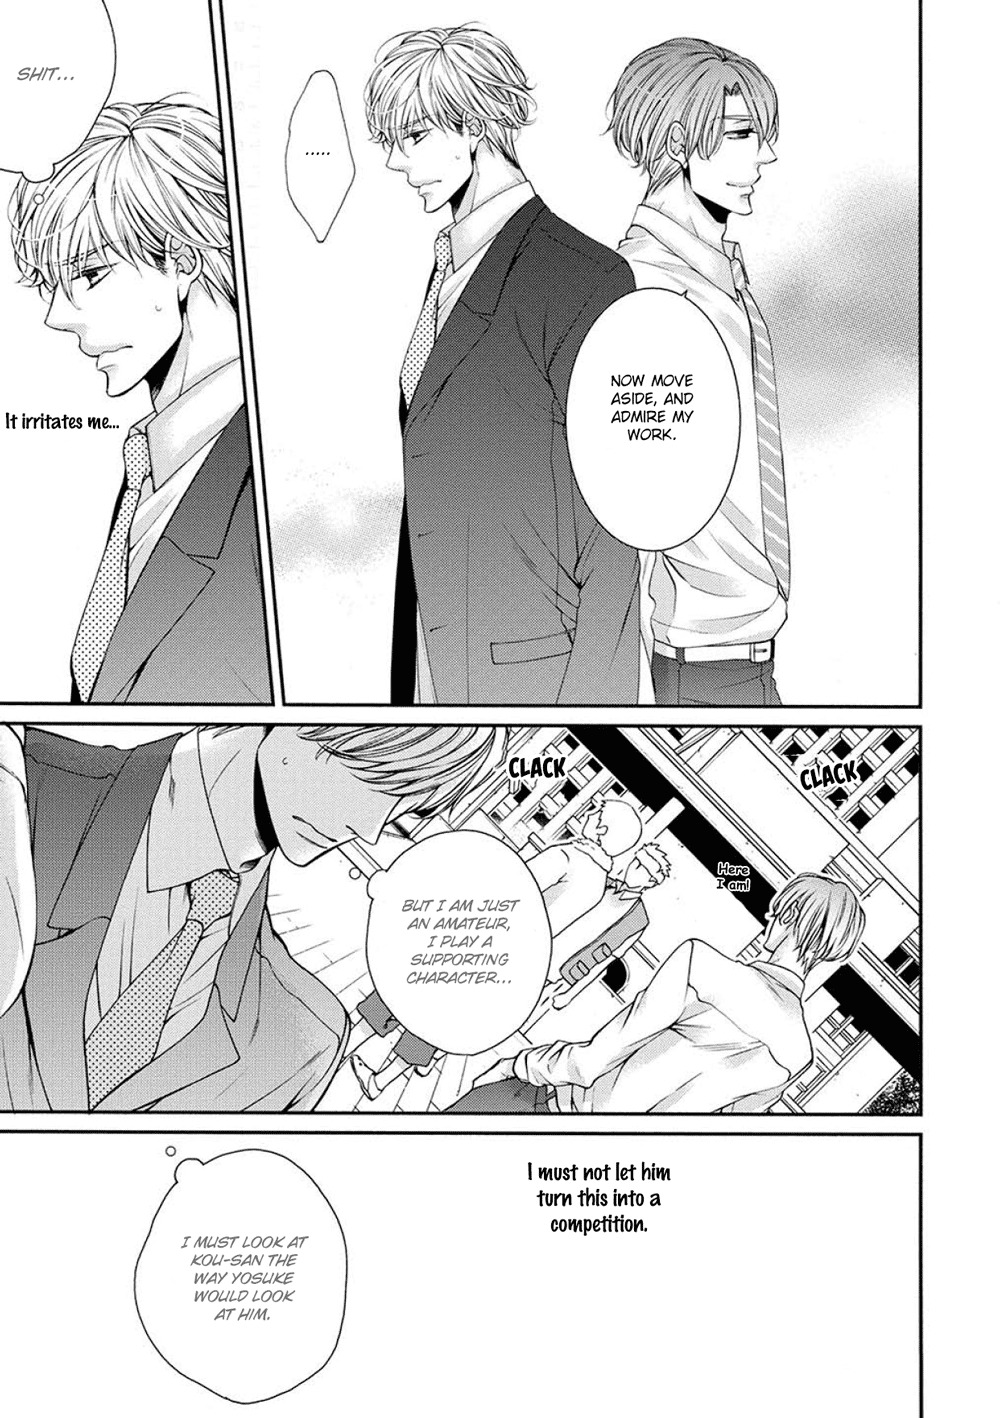 .....
NOW MOVE
ASIDE, AND
ADMIRE MY
WORK.
SHIT...
It irritates me...
CLACK
CLACK
Here
I am!
BUT I AM JUST
AN AMATEUR,
I PLAY A
SUPPORTING
CHARACTER...
I must not let him
turn this into a
competition.
I MUST LOOK AT
KOU-SAN THE
WAY YOSUKE
WOULD LOOK
AT HIM.